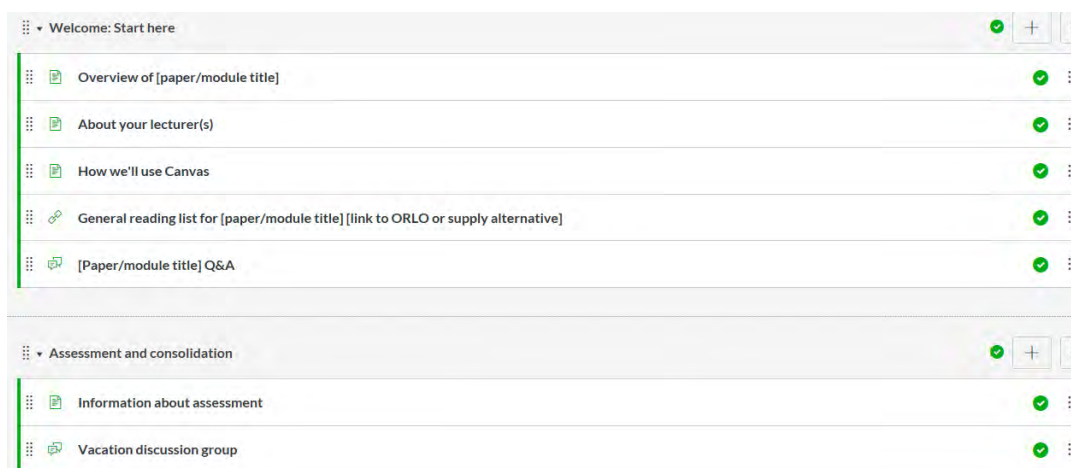 Welcome: Start here
Overview of [paper/module title]
About your lecturer(s)
How we'll use Canvas
General reading list for [paper/module title] [link to ORLO or supply alternative]
[Paper/module title] Q&A
Assessment and consolidation
Information about assessment
Vacation discussion group